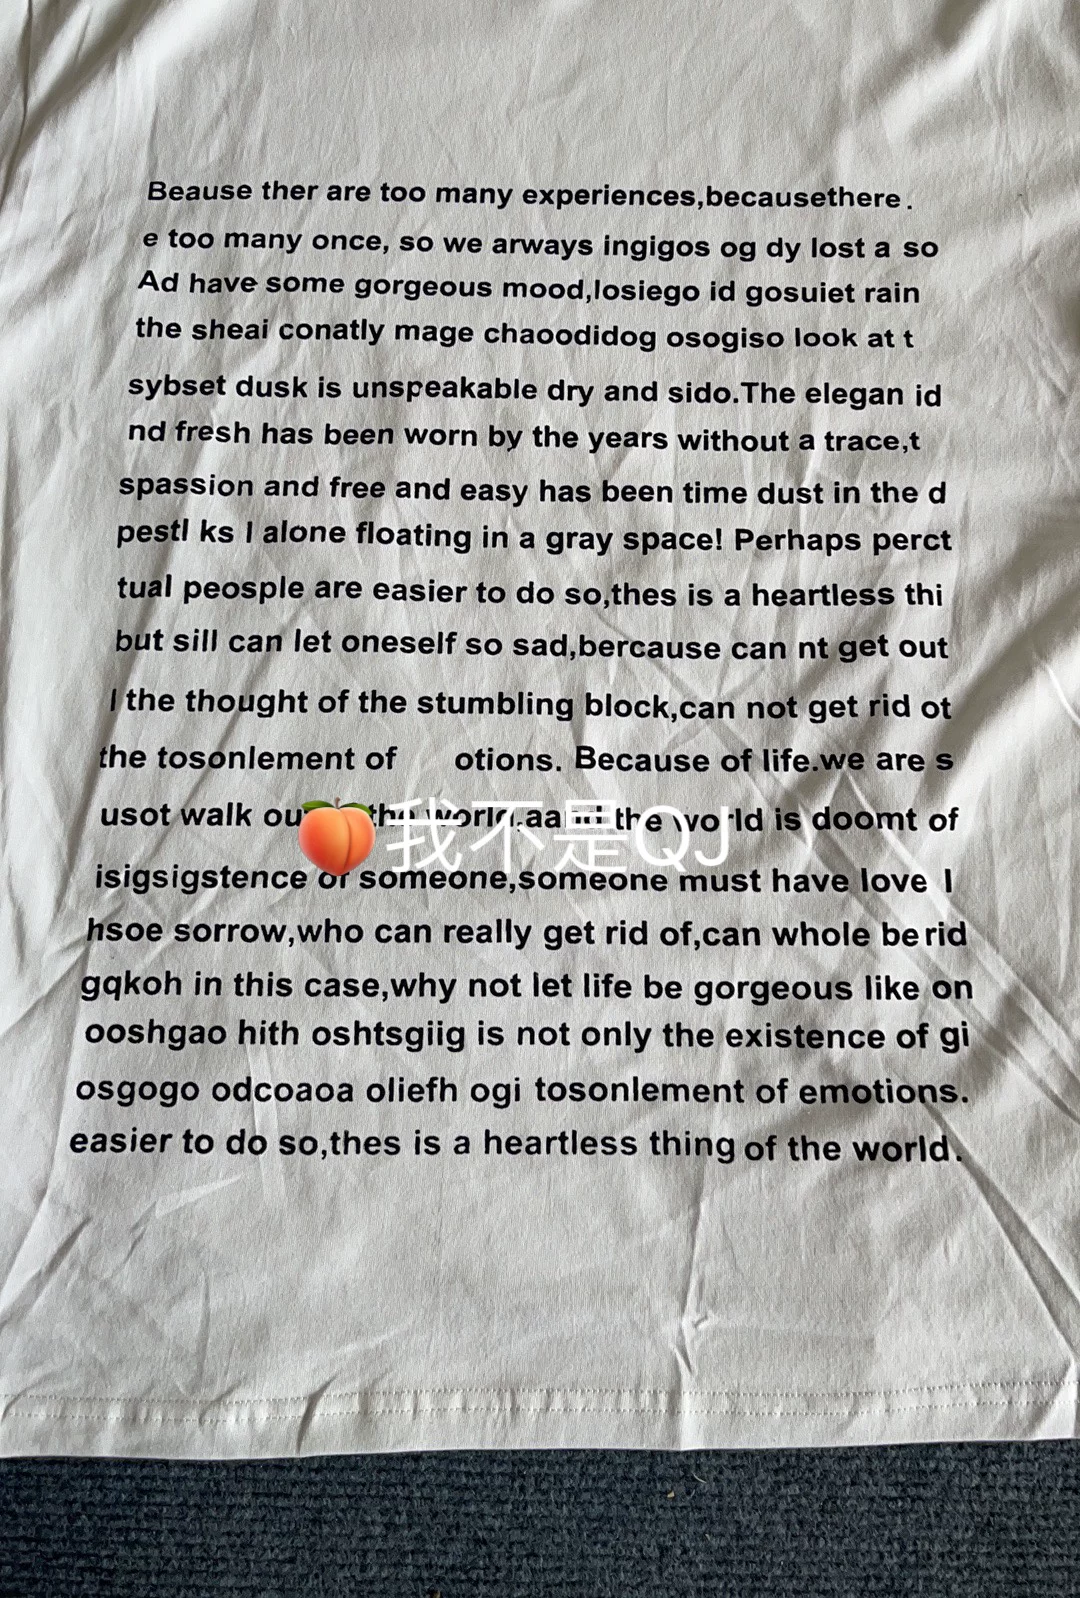 Beause ther are too many experiences,becausethere.
e too many once, so we arways ingigos og dy lost a so
Ad have some gorgeous mood,losiego id gosuiet rain
the sheai conatly mage chaoodidog osogiso look at t
sybset dusk is unspeakable dry and sido.The elegan id
nd fresh has been worn by the years without a trace,t
spassion and free and easy has been time dust in the d
pestl ks I alone floating in a gray space! Perhaps perct
tual peosple are easier to do so,thes is a heartless thi
but sill can let oneself so sad,bercause can nt get out
I the thought of the stumbling block,can not get rid ot
the tosonlement of otions. Because of life.we are s
usot walk the world.aand the world is doomt of
我不是QJ
isigsigstence of someone,someone must have love I
hsoe sorrow,who can really get rid of,can whole be rid
gqkoh in this case,why not let life be gorgeous like on
ooshgao hith oshtsgiig is not only the existence of gi
osgogo odcoaoa oliefh ogi tosonlement of emotions.
easier to do so,thes is a heartless thing of the world.